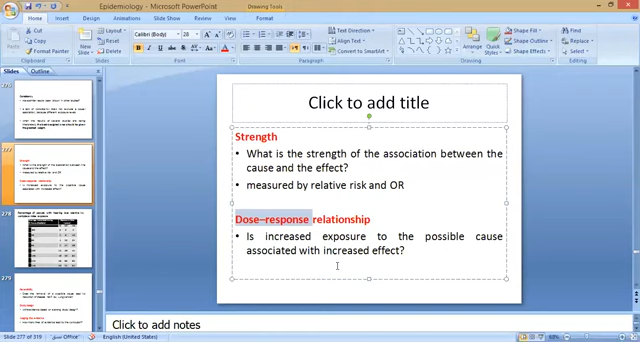 Epidemiology - Microsoft PowerPoint
Drawing Tools
Home Insert Design Animations Slide Show Review View Format
Cut
Copy
Paste
Format Painter
Clipboard
New Slide
Layout
Reset
Delete
Slides
Calibri (Body) 28
Font
Paragraph
Text Direction
Align Text
Convert to SmartArt
Arrange
Quick Styles
Shape Fill
Shape Outline
Shape Effects
Drawing
Find
Replace
Select
Editing
Slides Outline
276
277
278
279
Click to add title
Strength
• What is the strength of the association between the
cause and the effect?
• measured by relative risk and OR
Dose–response relationship
• Is increased exposure to the possible cause
associated with increased effect?
Click to add notes
Slide 277 of 319
Office
English (United States)